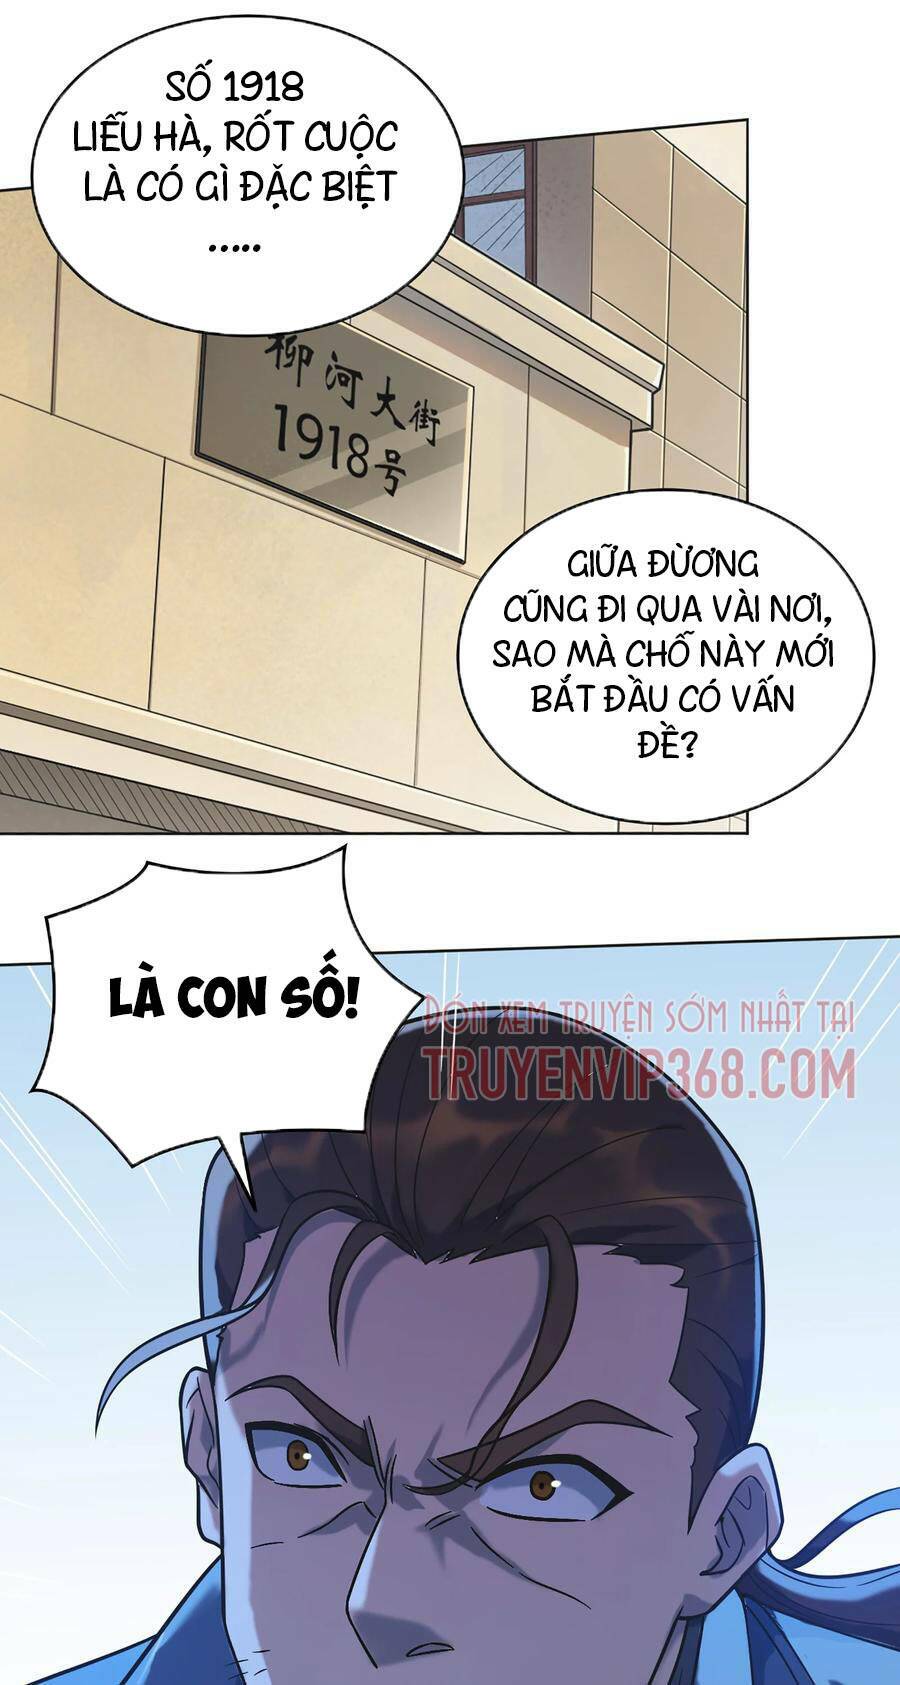 SỐ 1918
LIỄU HÀ, RỐT CUỘC
LÀ CÓ GÌ ĐẶC BIỆT
.....
柳河大街
1918号
GIỮA ĐỪƠNG
CŨNG ĐI QUA VÀI NƠI,
SAO MÀ CHỖ NÀY MỚI
BẮT ĐẦU CÓ VẤN
ĐỀ?
LÀ CON SỐ!
ĐÓN XEM TRUYỆN SỚM NHẤT TẠI
TRUYENVIP368.COM